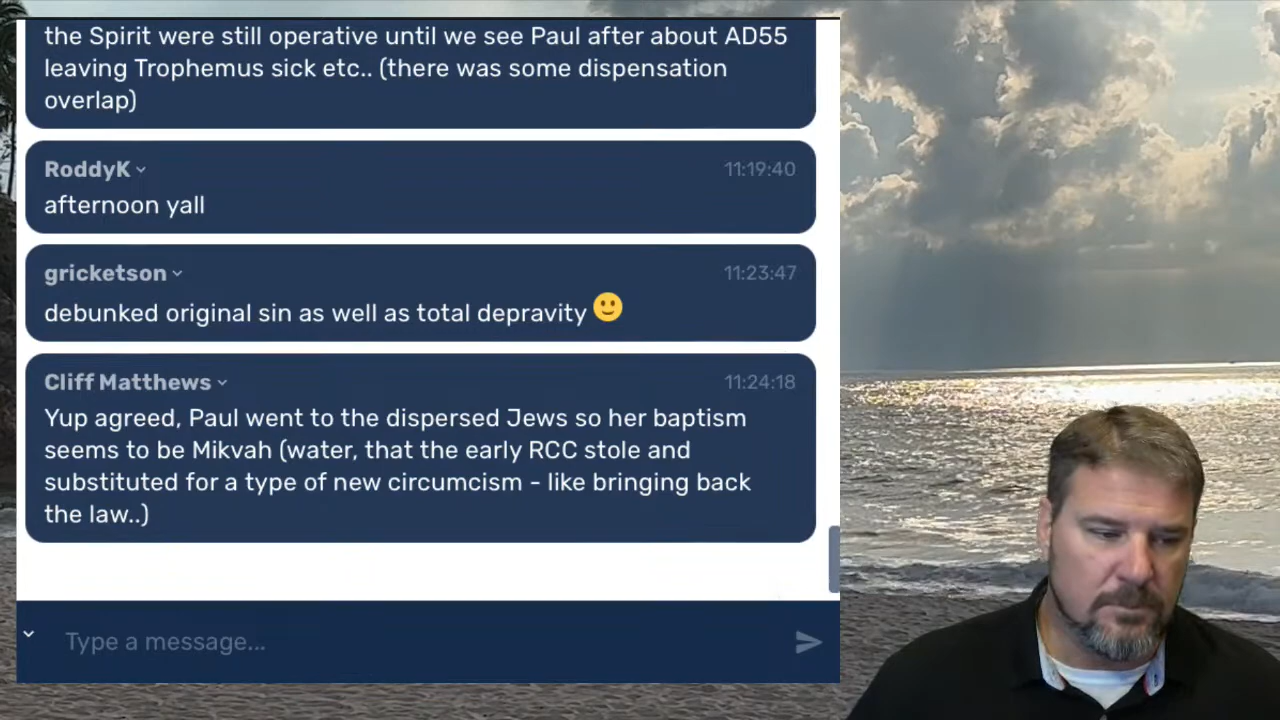 the Spirit were still operative until we see Paul after about AD55
leaving Trophemus sick etc.. (there was some dispensation
overlap)
RoddyK
11:19:40
afternoon yall
gricketson
11:23:47
debunked original sin as well as total depravity 🙂
Cliff Matthews
11:24:18
Yup agreed, Paul went to the dispersed Jews so her baptism
seems to be Mikvah (water, that the early RCC stole and
substituted for a type of new circumcism - like bringing back
the law..)
Type a message...